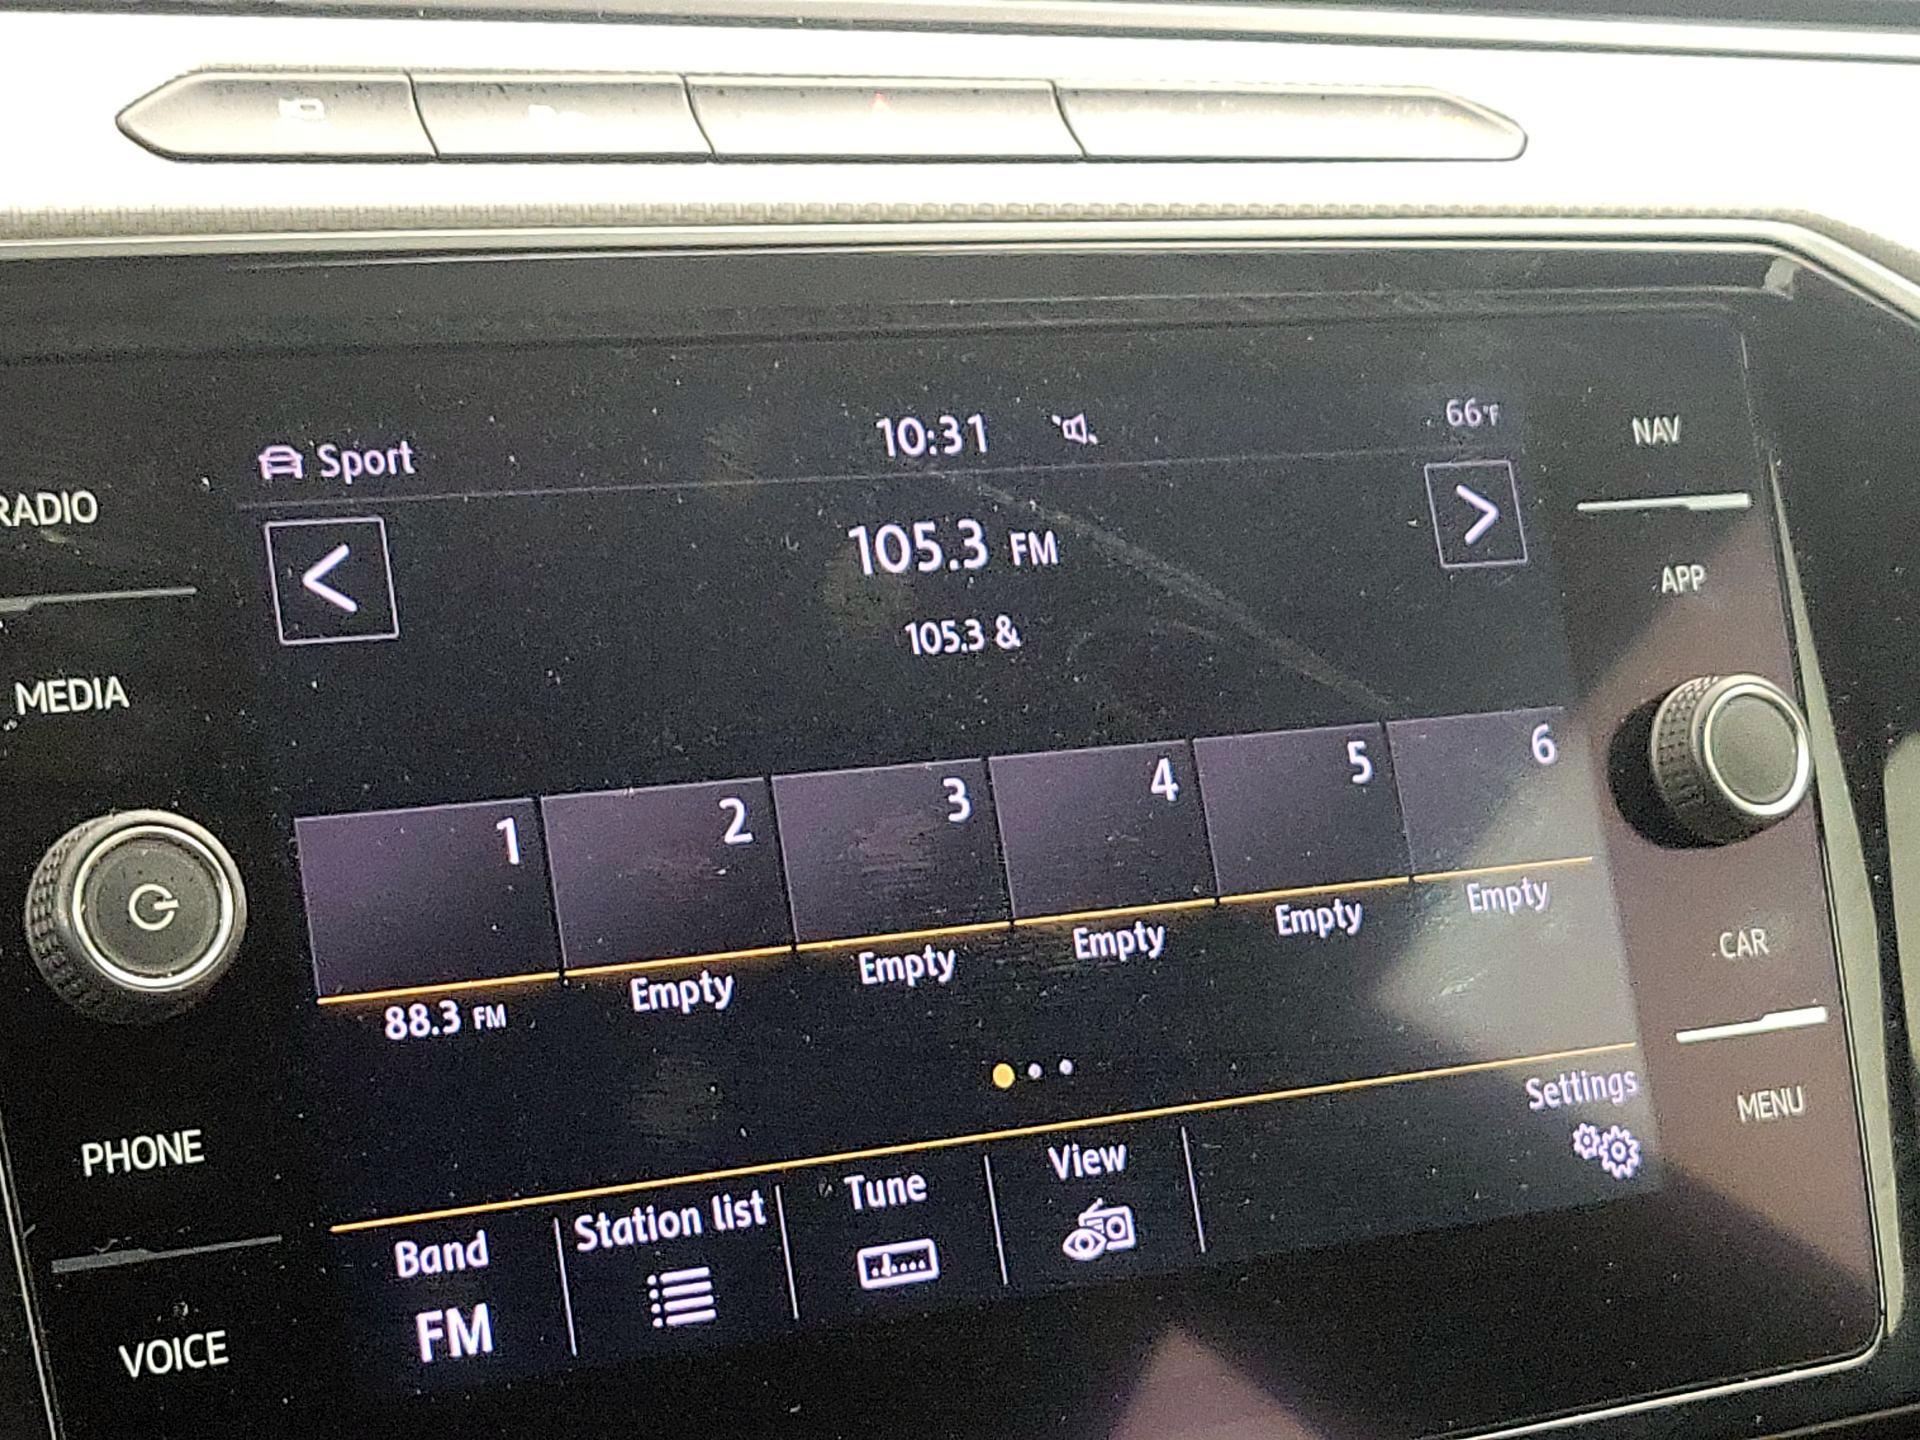 Sport
10:31
66°F
NAV
RADIO
105.3 FM
APP
105.3 &
MEDIA
1 2 3 4 5 6
88.3 FM Empty Empty Empty Empty Empty
CAR
Settings
MENU
PHONE
Band Station list Tune View
FM
VOICE